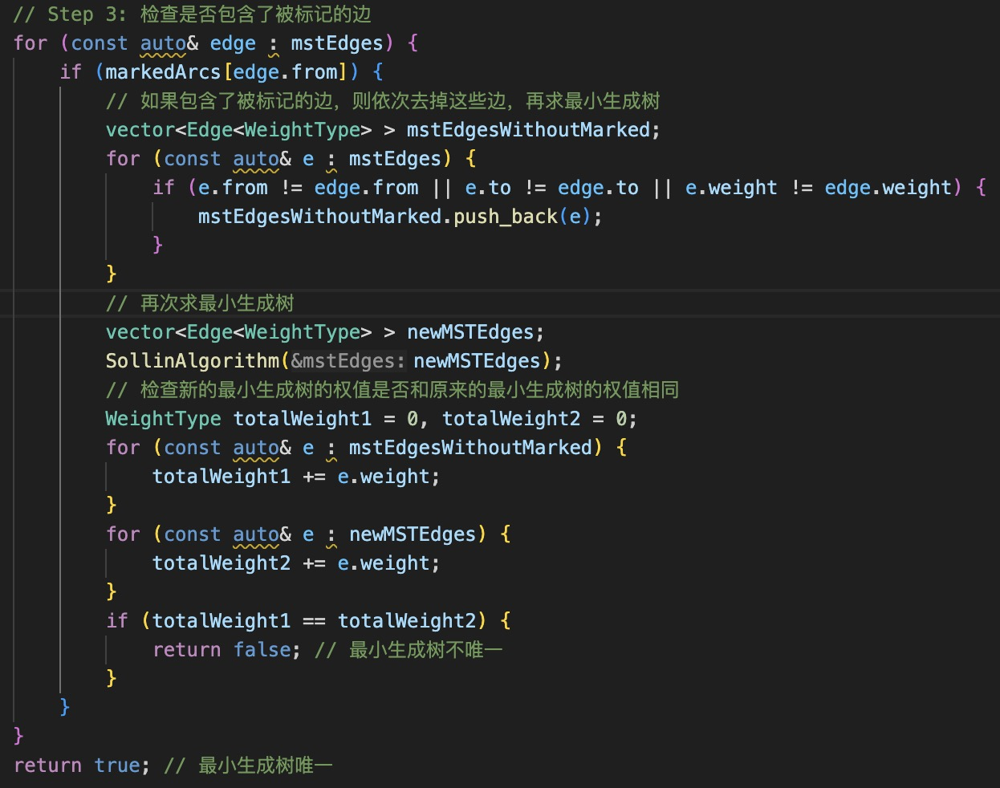 // Step 3: 检查是否包含了被标记的边
for (const auto& edge : mstEdges) {
if (markedArcs[edge.from]) {
// 如果包含了被标记的边，则依次去掉这些边，再求最小生成树
vector<Edge<WeightType> > mstEdgesWithoutMarked;
for (const auto& e : mstEdges) {
if (e.from != edge.from || e.to != edge.to || e.weight != edge.weight) {
mstEdgesWithoutMarked.push_back(e);
}
}
// 再次求最小生成树
vector<Edge<WeightType> > newMSTEdges;
SollinAlgorithm(&mstEdges: newMSTEdges);
// 检查新的最小生成树的权值是否和原来的最小生成树的权值相同
WeightType totalWeight1 = 0, totalWeight2 = 0;
for (const auto& e : mstEdgesWithoutMarked) {
totalWeight1 += e.weight;
}
for (const auto& e : newMSTEdges) {
totalWeight2 += e.weight;
}
if (totalWeight1 == totalWeight2) {
return false; // 最小生成树不唯一
}
}
}
return true; // 最小生成树唯一